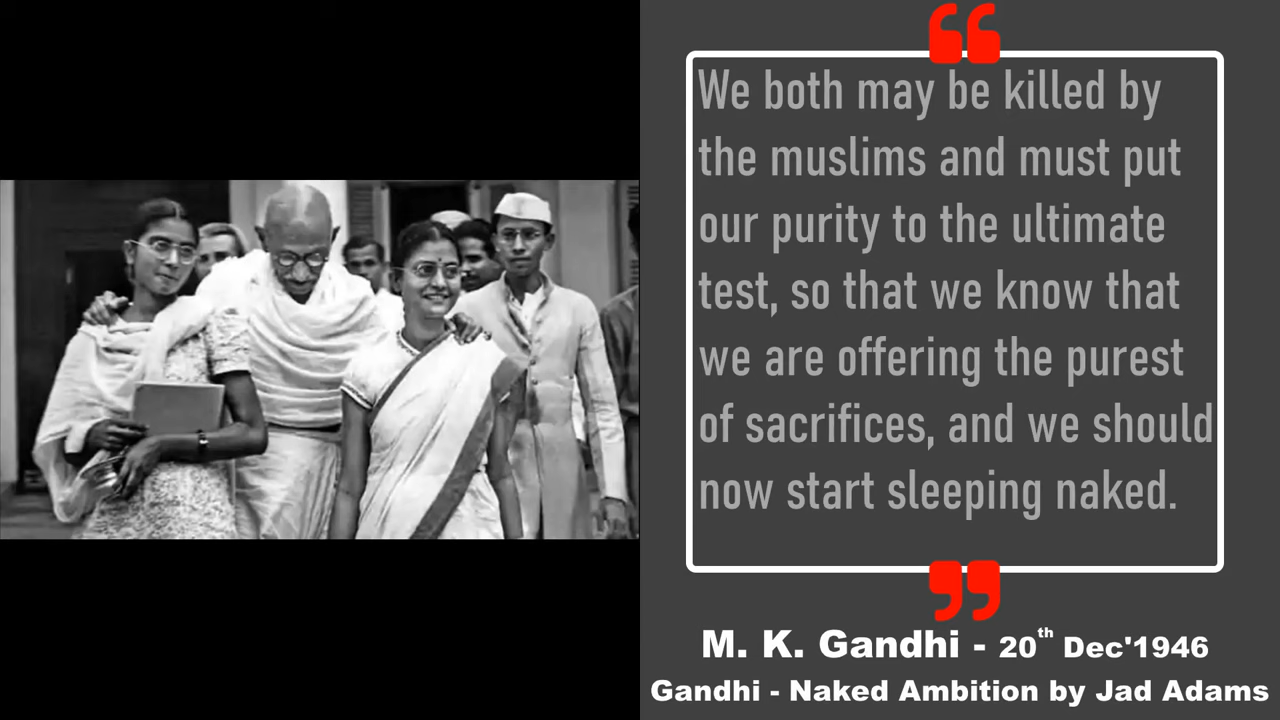 “
We both may be killed by
the muslims and must put
our purity to the ultimate
test, so that we know that
we are offering the purest
of sacrifices, and we should
now start sleeping naked.
”
M. K. Gandhi - 20th Dec'1946
Gandhi - Naked Ambition by Jad Adams